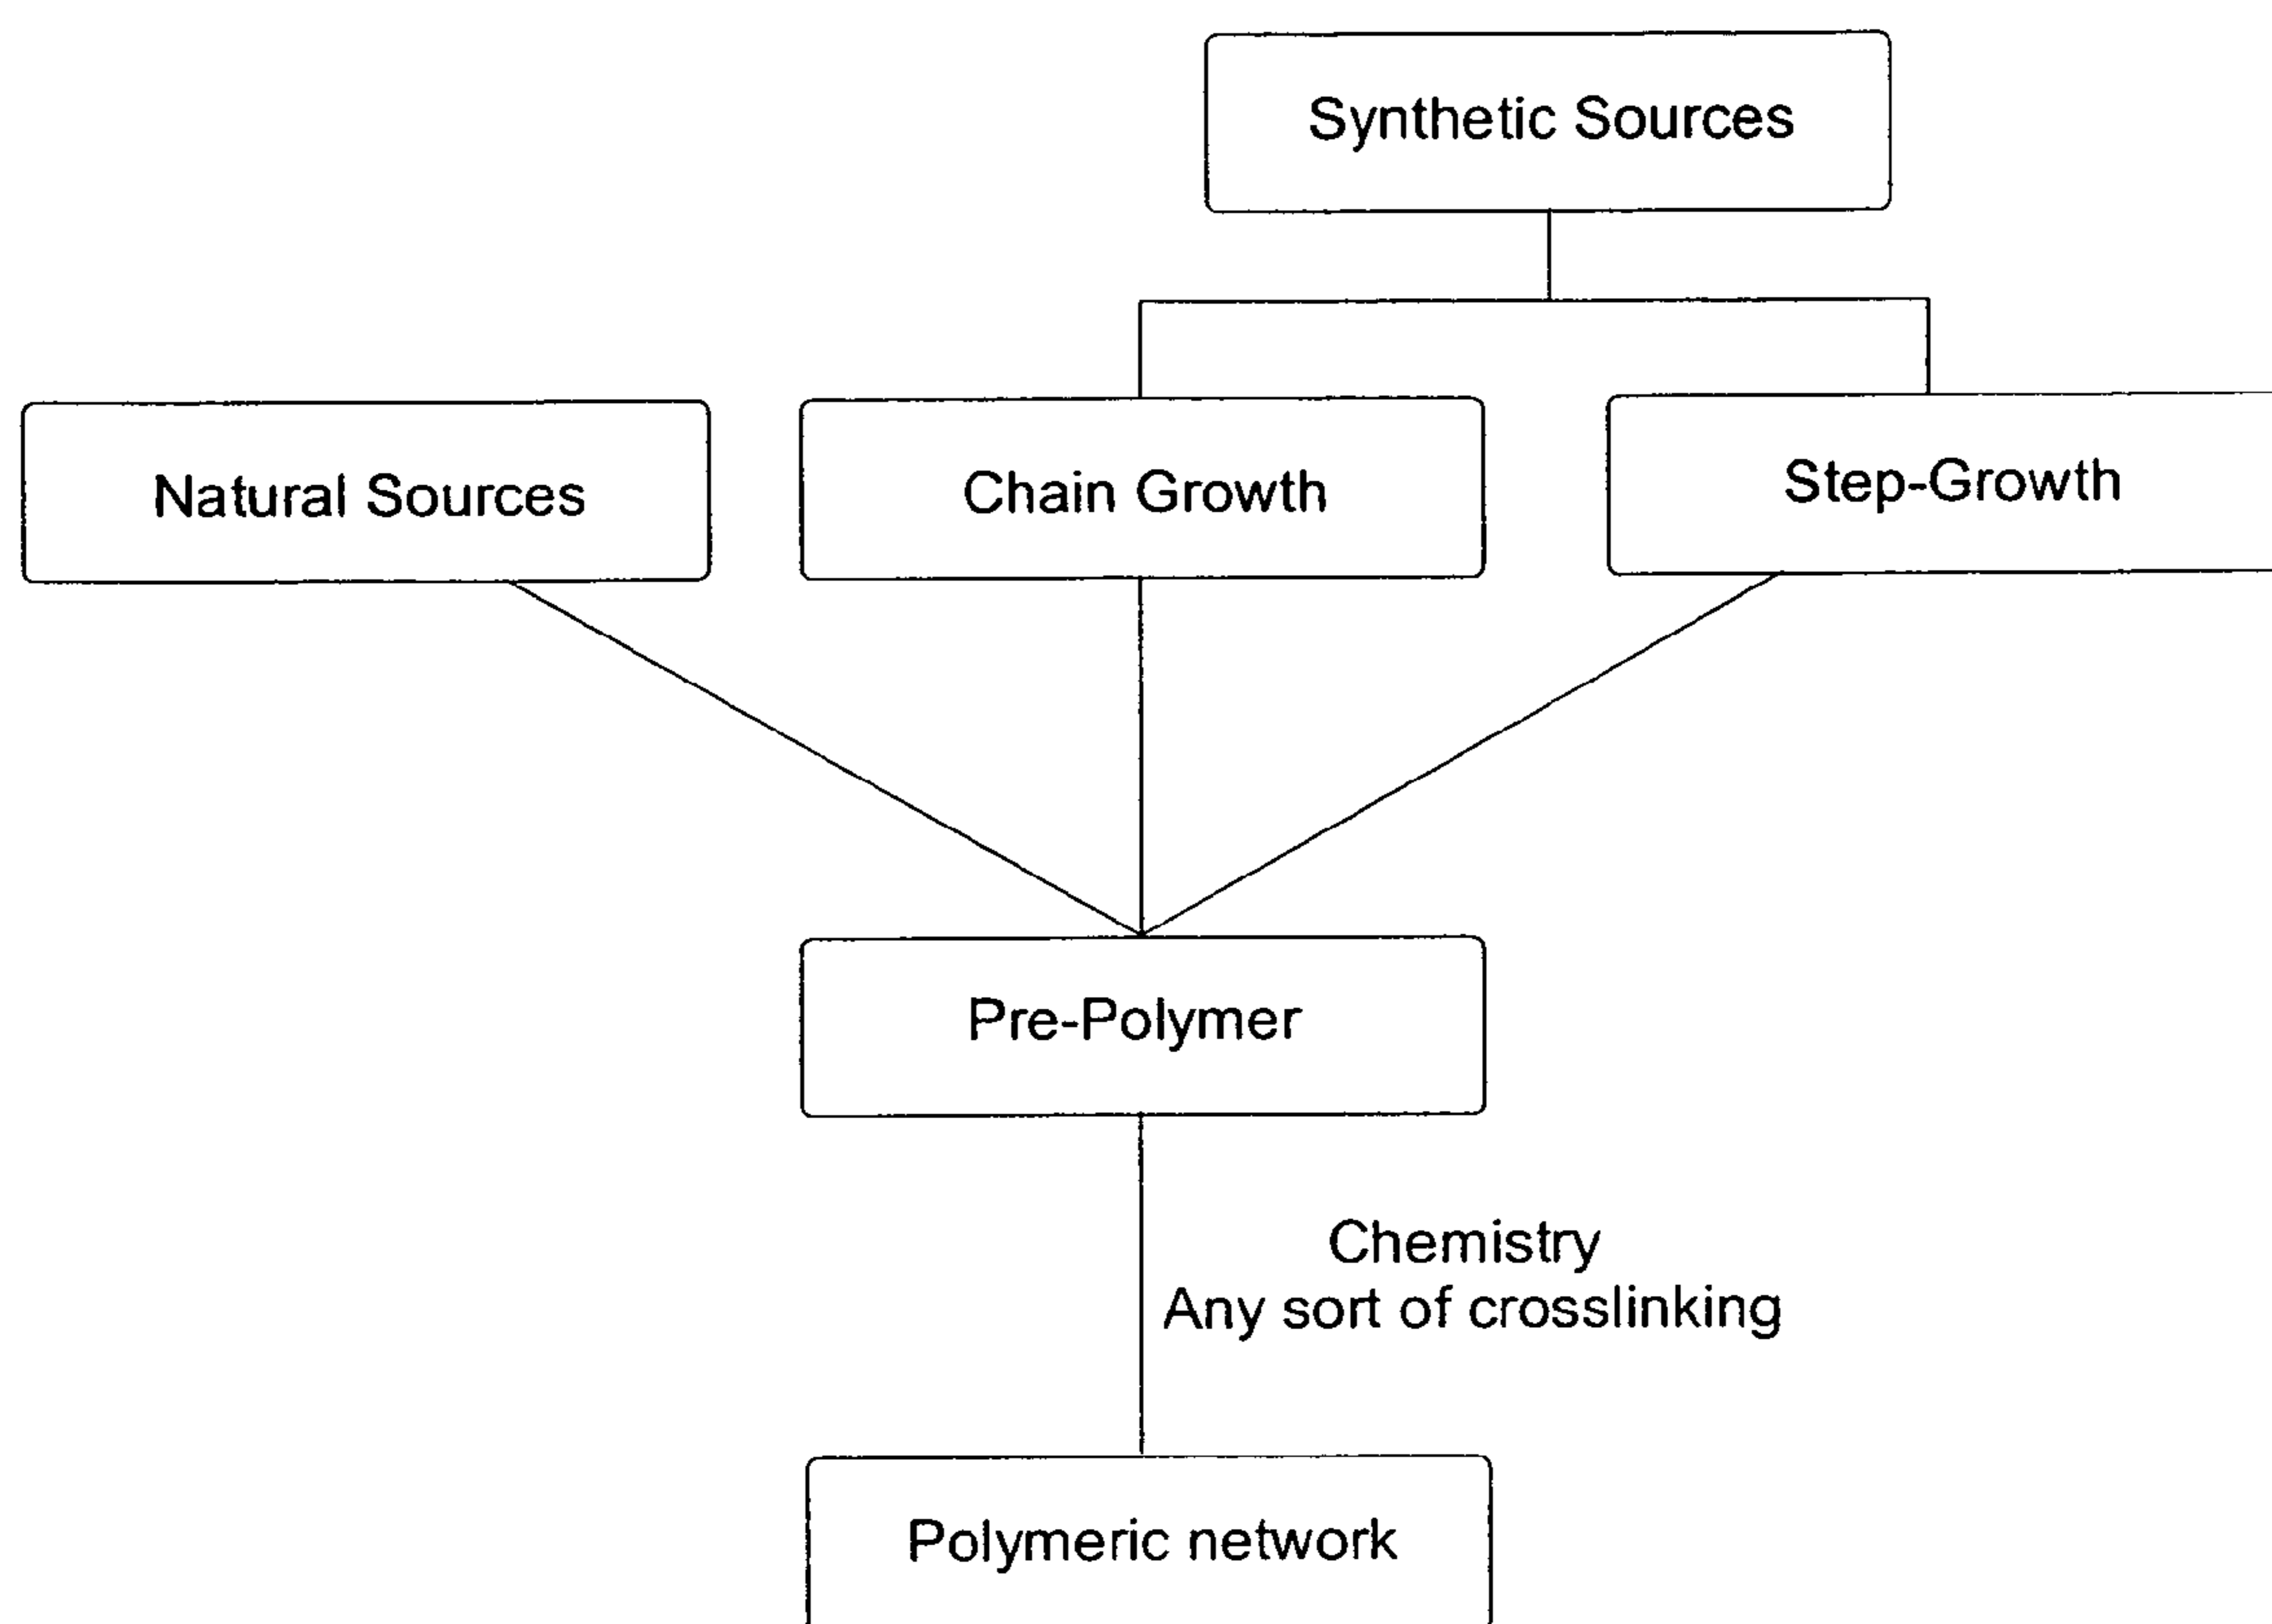 Synthetic Sources
Natural Sources
Chain Growth
Step-Growth
Pre-Polymer
Chemistry
Any sort of crosslinking
Polymeric network